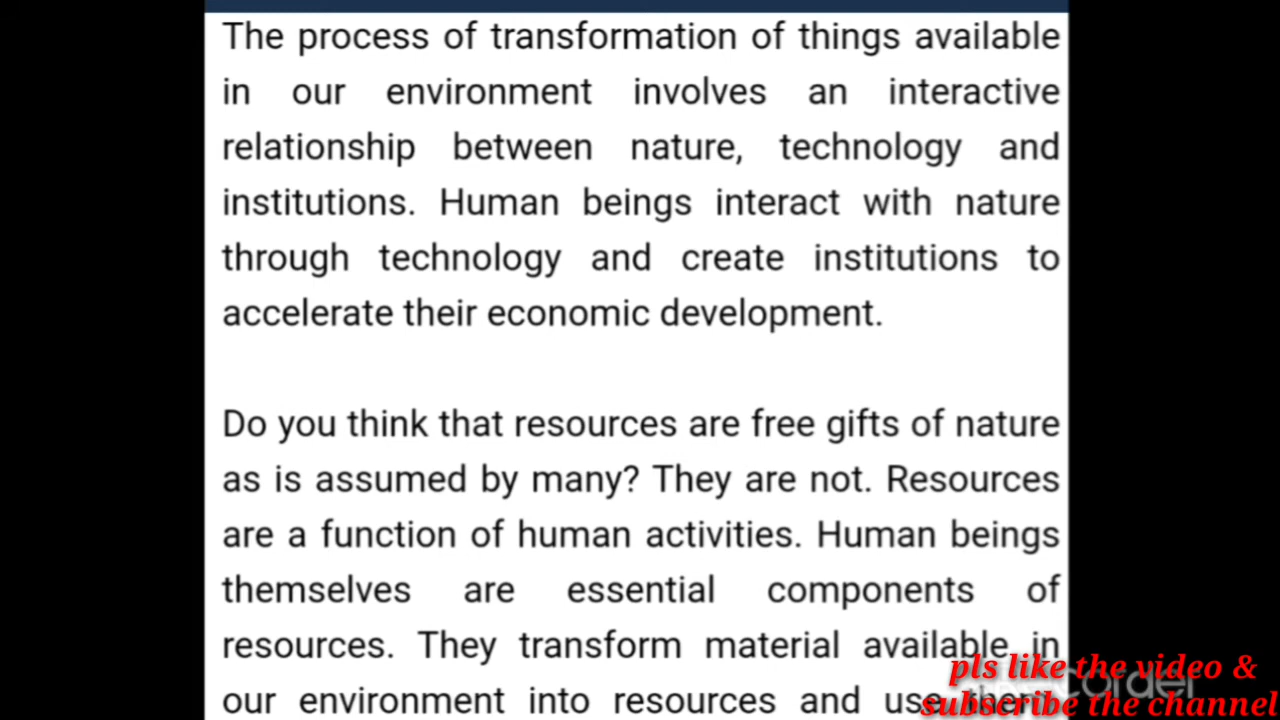 The process of transformation of things available
in our environment involves an interactive
relationship between nature, technology and
institutions. Human beings interact with nature
through technology and create institutions to
accelerate their economic development.
Do you think that resources are free gifts of nature
as is assumed by many? They are not. Resources
are a function of human activities. Human beings
themselves are essential components of
resources. They transform material available in
our environment into resources and use
pls like the video &
subscribe the channel